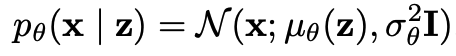 p_θ(𝐱 | 𝐳) = 𝒩(𝐱; μ_θ(𝐳), σ_θ^2 𝐈)